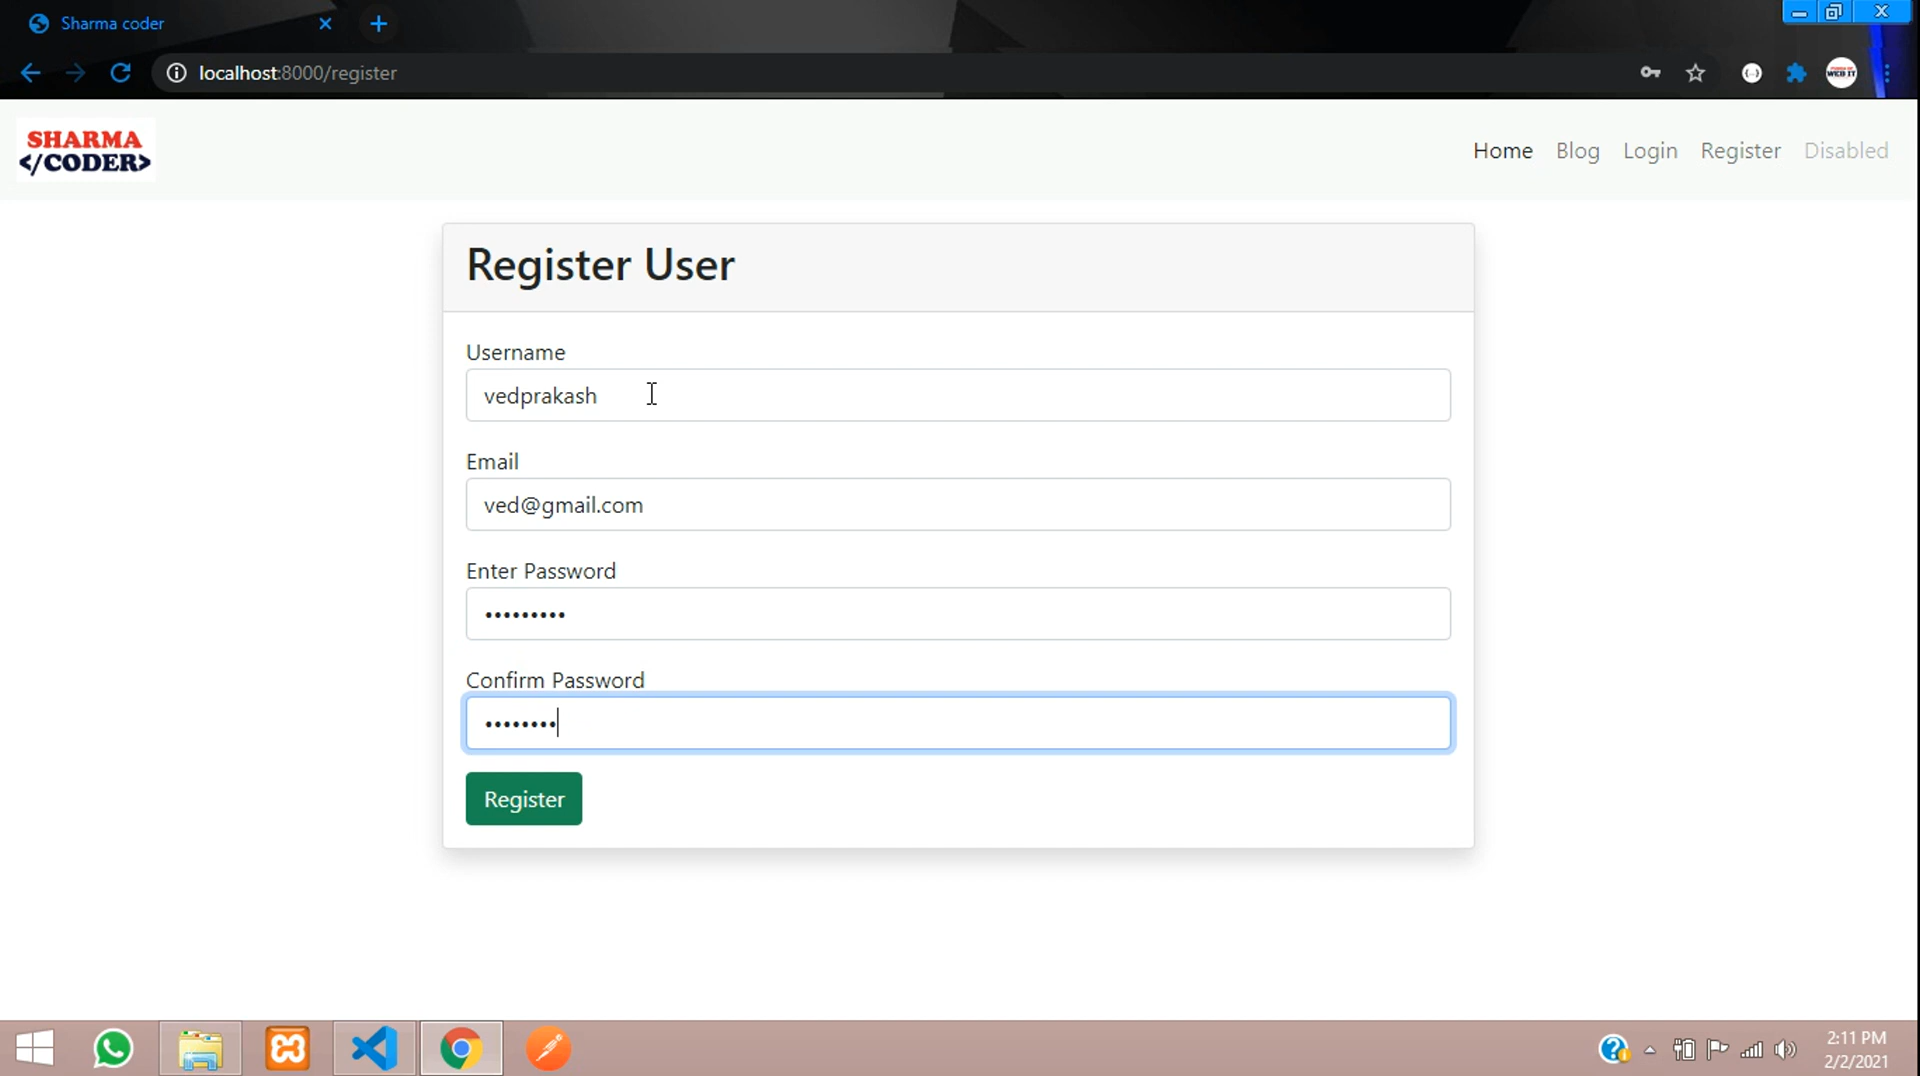 Sharma coder
localhost:8000/register
SHARMA
</CODER>
Home Blog Login Register Disabled
Register User
Username
vedprakash
Email
ved@gmail.com
Enter Password
•••••••••
Confirm Password
••••••••
Register
2:11 PM
2/2/2021